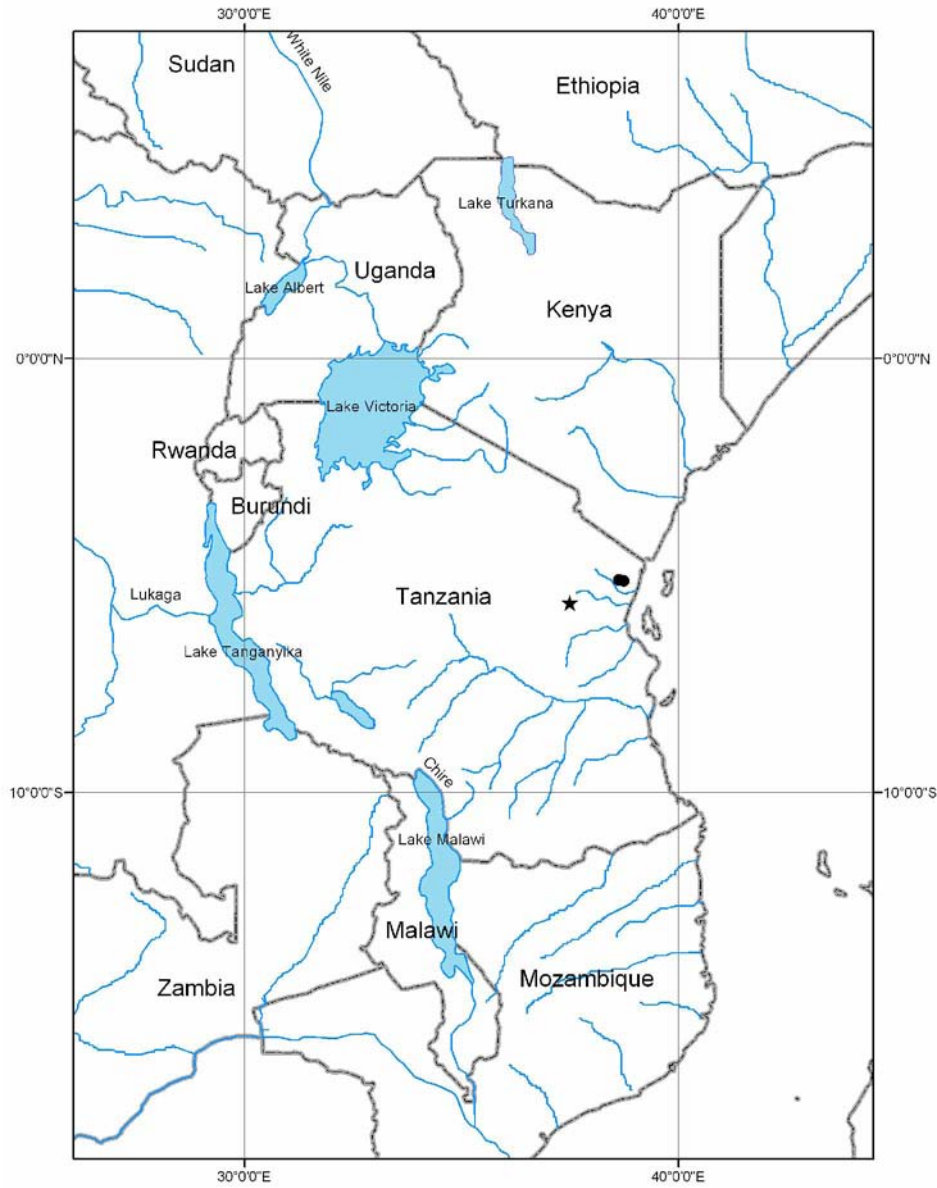 30°0'0"E 40°0'0"E
Sudan
White Nile
Ethiopia
Lake Turkana
Uganda
Lake Albert
Kenya
0°0'0"N 0°0'0"N
Lake Victoria
Rwanda
Burundi
Lukaga
Tanzania
Lake Tanganyika
Chire
10°0'0"S 10°0'0"S
Lake Malawi
Malawi
Zambia
Mozambique
30°0'0"E 40°0'0"E